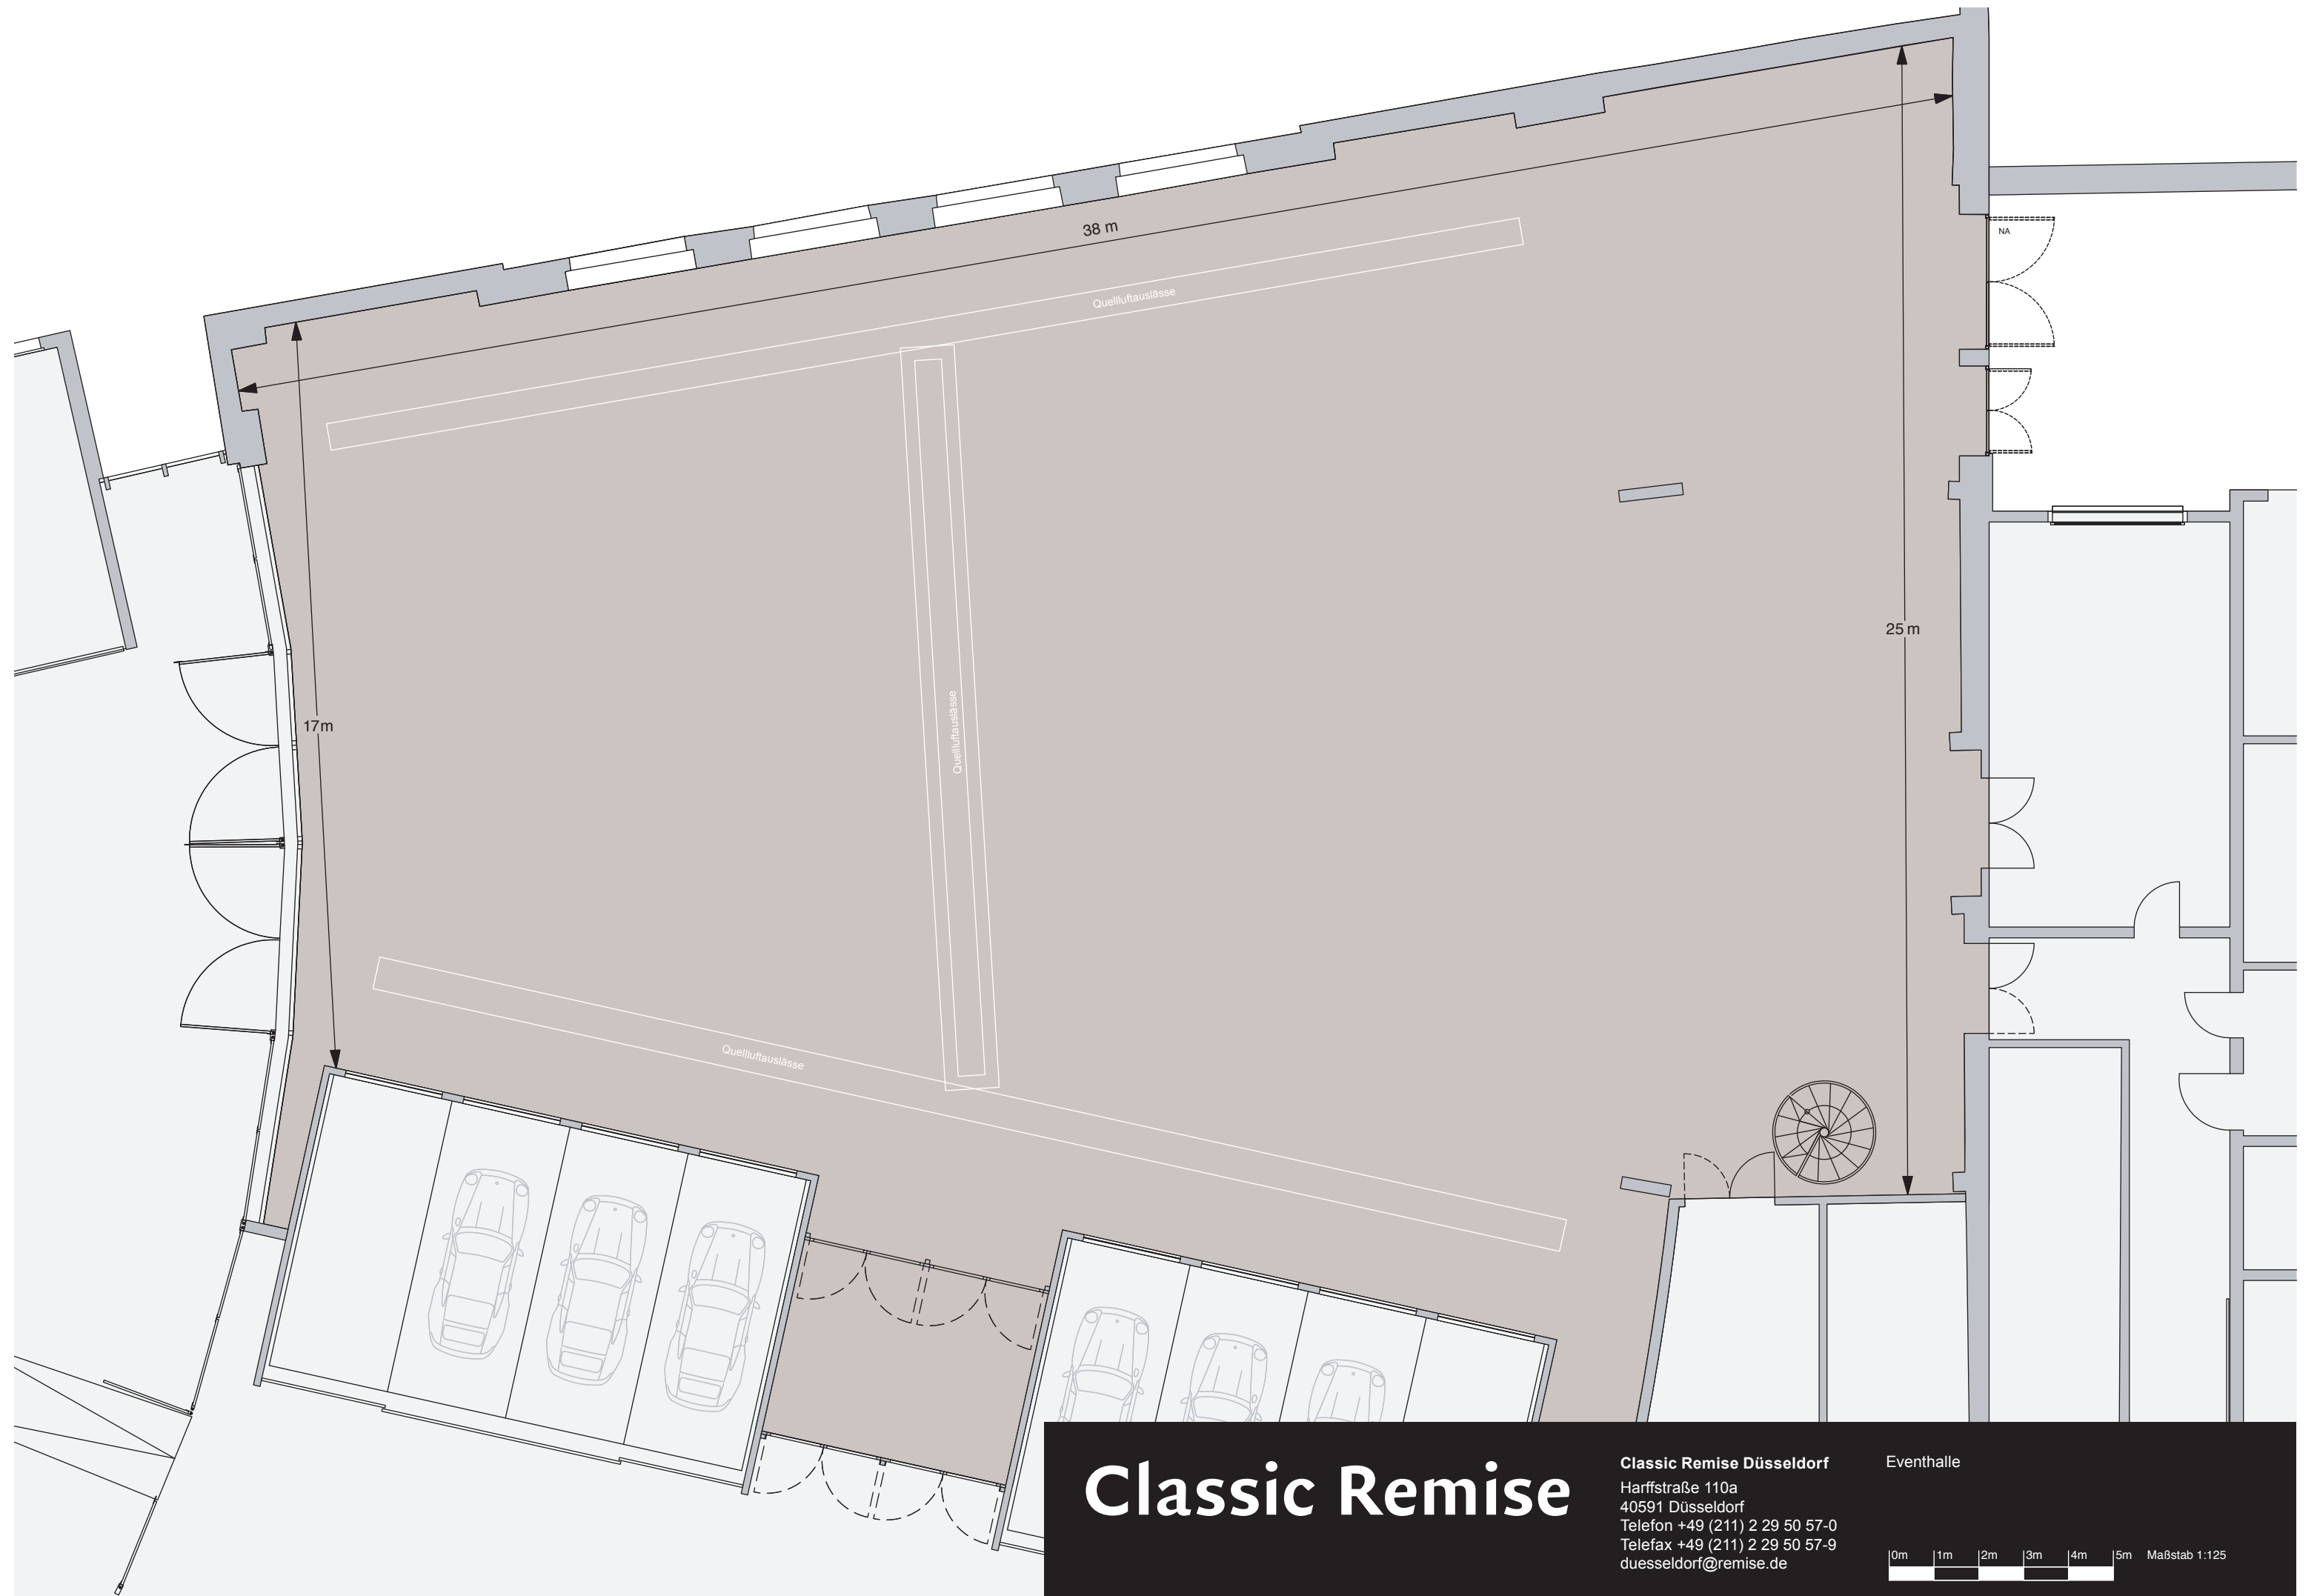 38 m
NA
Quellluftauslässe
25 m
17 m
Quellluftauslässe
Quellluftauslässe
Classic Remise
Classic Remise Düsseldorf
Harffstraße 110a
40591 Düsseldorf
Telefon +49 (211) 2 29 50 57-0
Telefax +49 (211) 2 29 50 57-9
duesseldorf@remise.de
Eventhalle
0m 1m 2m 3m 4m 5m Maßstab 1:125